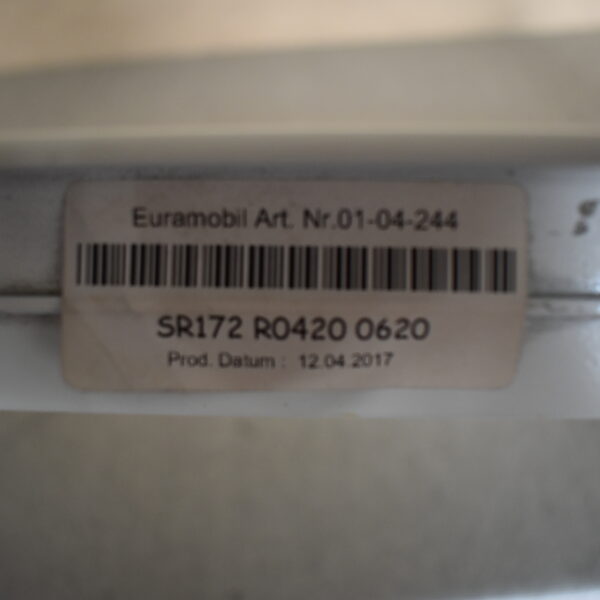 Euramobil Art. Nr.01-04-244
SR172 R0420 0620
Prod. Datum : 12.04.2017